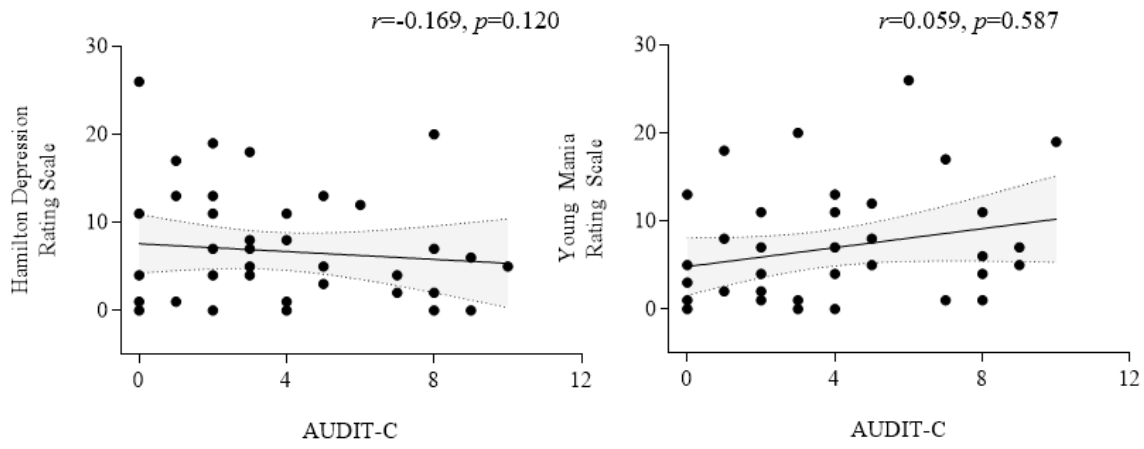 r=-0.169, p=0.120
30
20
10
0
Hamilton Depression
Rating Scale
0
4
8
12
AUDIT-C
r=0.059, p=0.587
30
20
10
0
Young Mania
Rating Scale
0
4
8
12
AUDIT-C